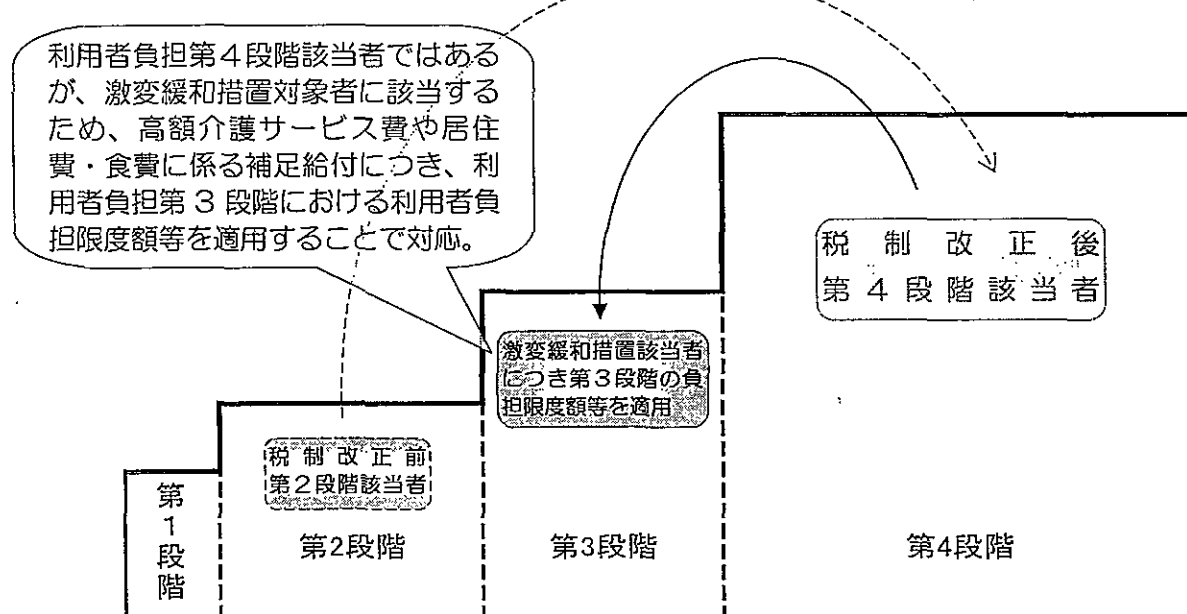 利用者負担第４段階該当者ではある
が、激変緩和措置対象者に該当する
ため、高額介護サービス費や居住
費・食費に係る補足給付につき、利
用者負担第３段階における利用者負
担限度額等を適用することで対応。
税制改正後
第４段階該当者
激変緩和措置該当者
につき第３段階の負
担限度額等を適用
税制改正前
第２段階該当者
第1段階
第2段階
第3段階
第4段階